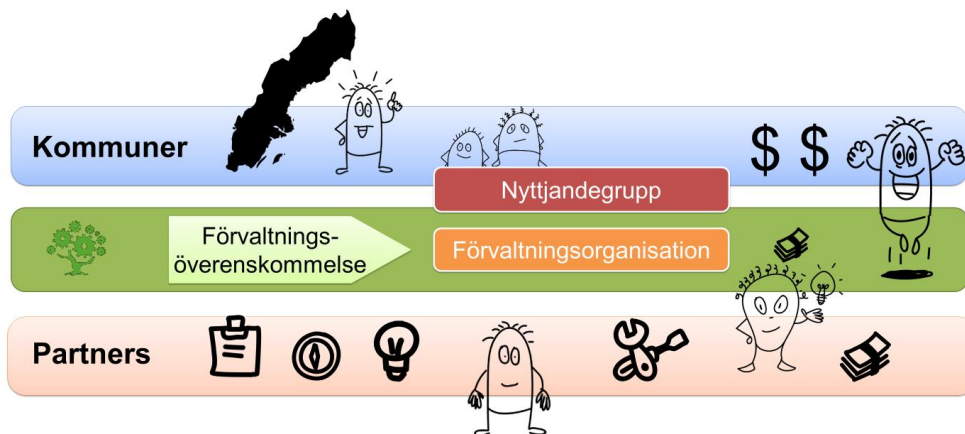 Kommuner
$ $
Nyttjandegrupp
Förvaltnings-
överenskommelse
Förvaltningsorganisation
Partners